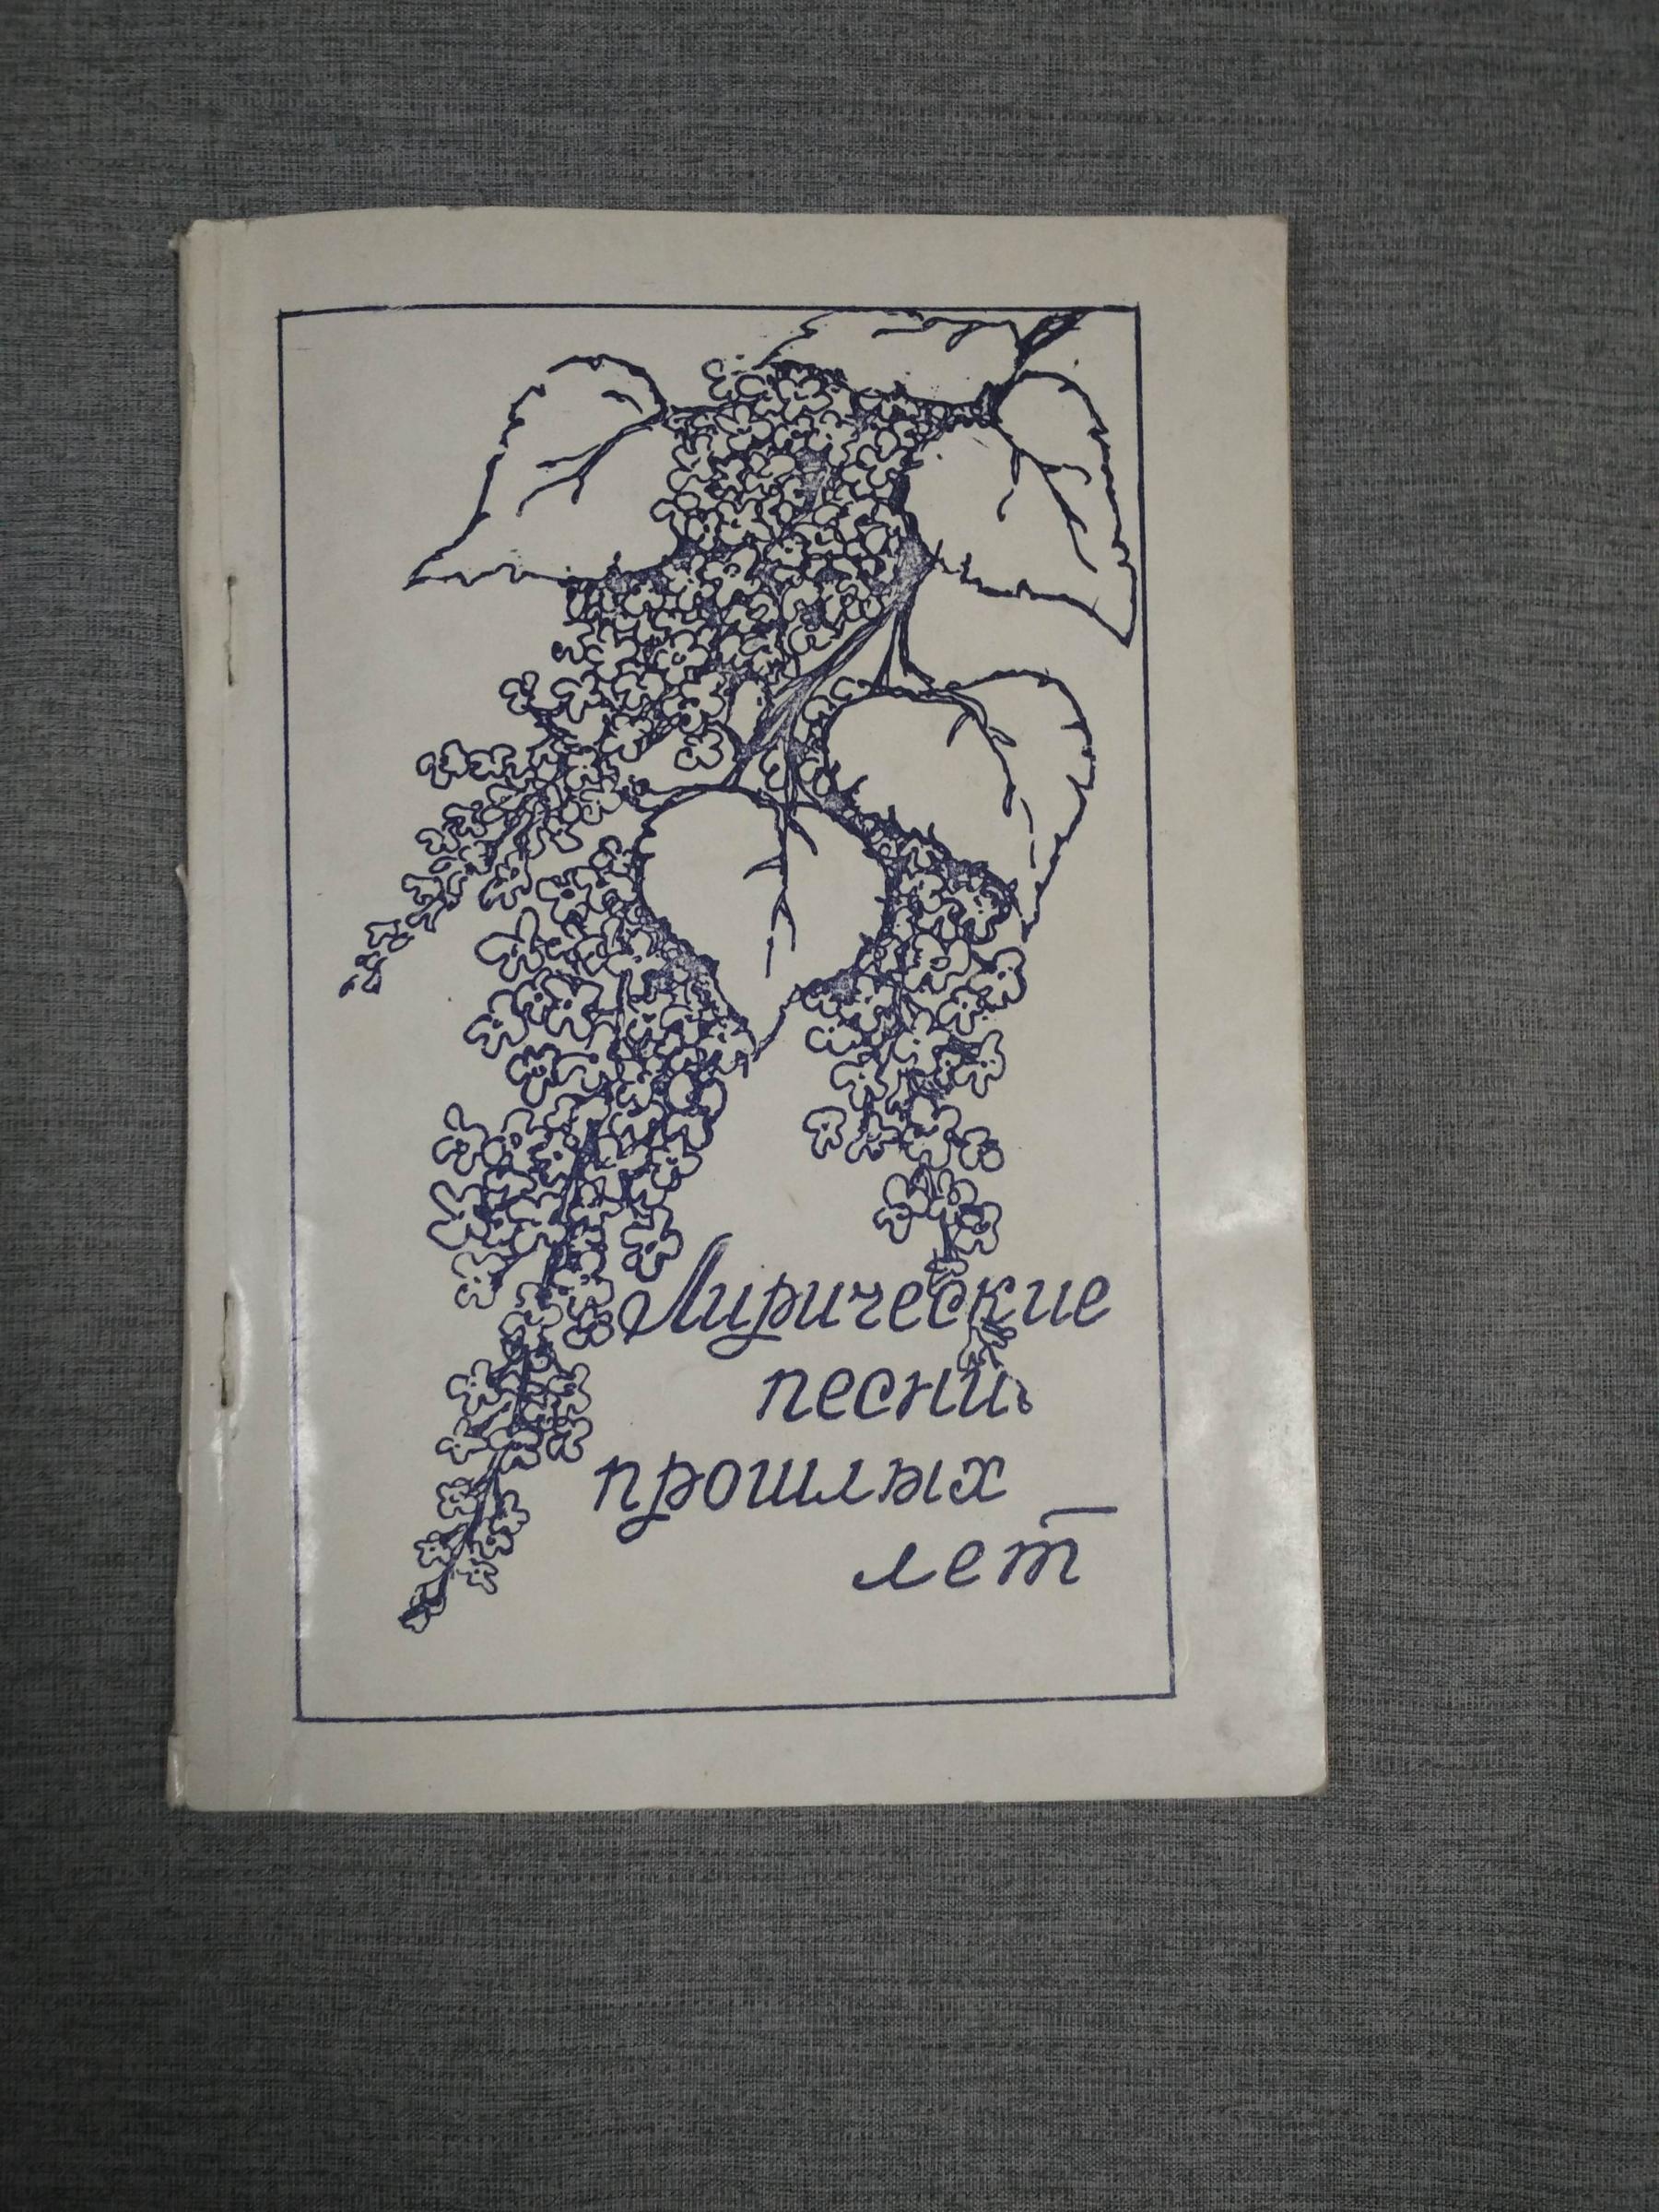 Лирические
песни
прошлых
лет